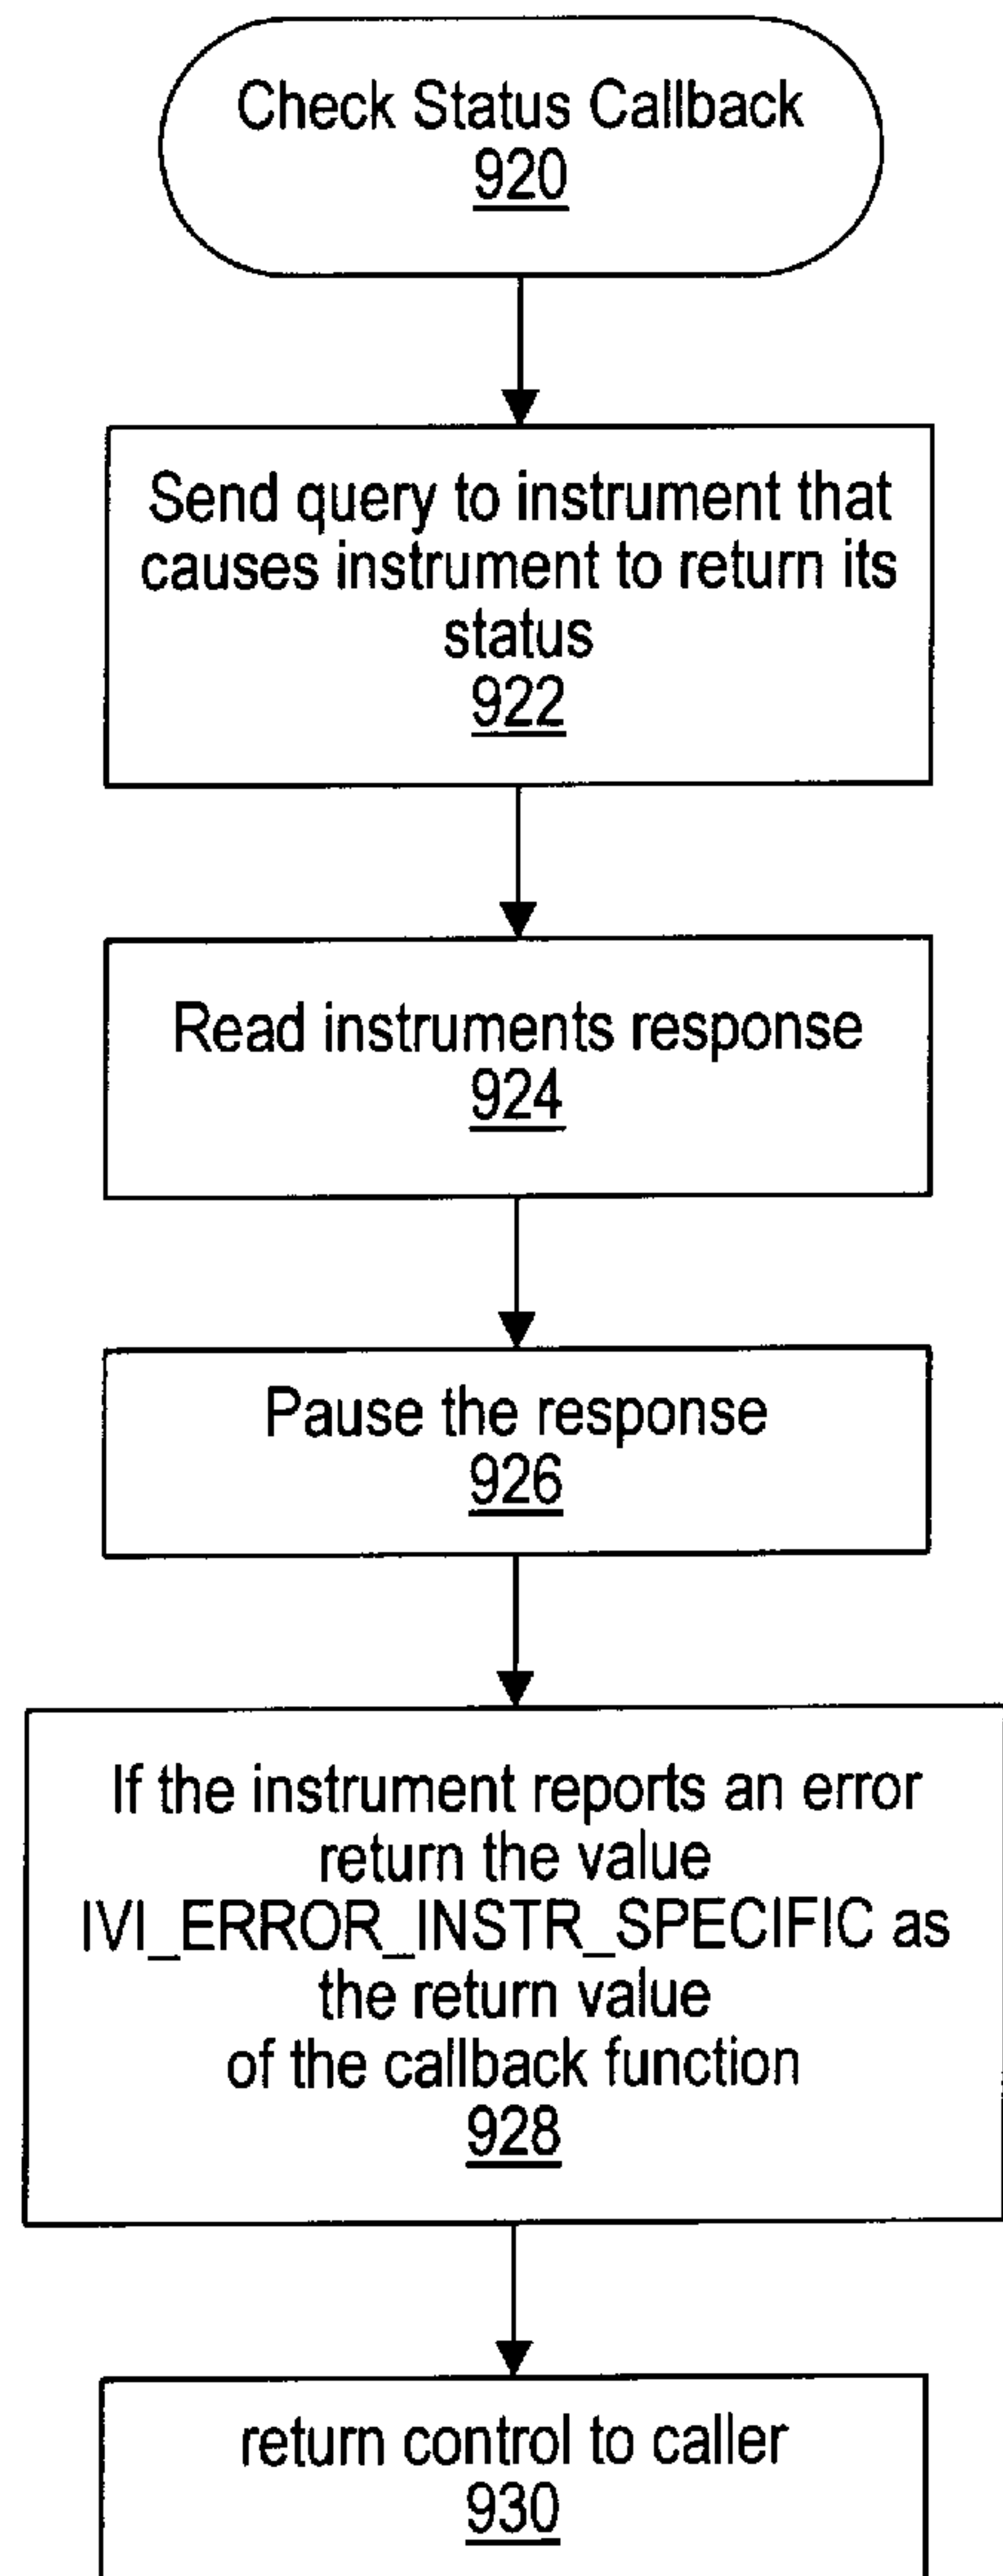 Check Status Callback
920
Send query to instrument that
causes instrument to return its
status
922
Read instruments response
924
Pause the response
926
If the instrument reports an error
return the value
IVI_ERROR_INSTR_SPECIFIC as
the return value
of the callback function
928
return control to caller
930